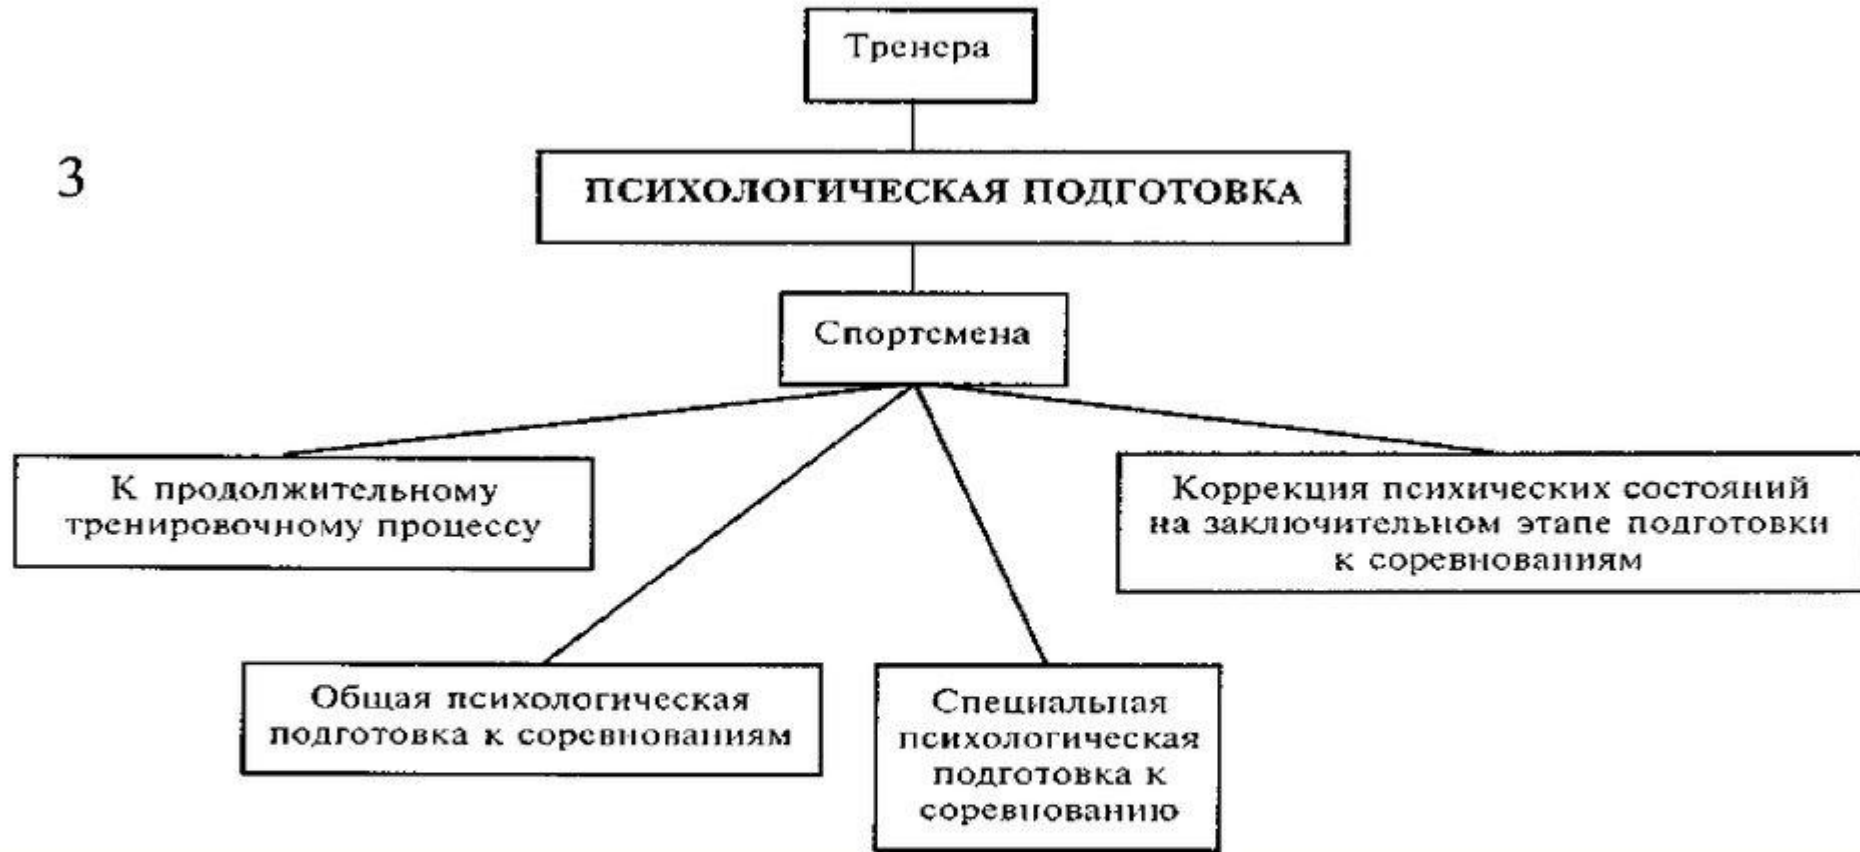 Тренера
3
ПСИХОЛОГИЧЕСКАЯ ПОДГОТОВКА
Спортсмена
К продолжительному
тренировочному процессу
Коррекция психических состояний
на заключительном этапе подготовки
к соревнованиям
Общая психологическая
подготовка к соревнованиям
Специальная
психологическая
подготовка к
соревнованию